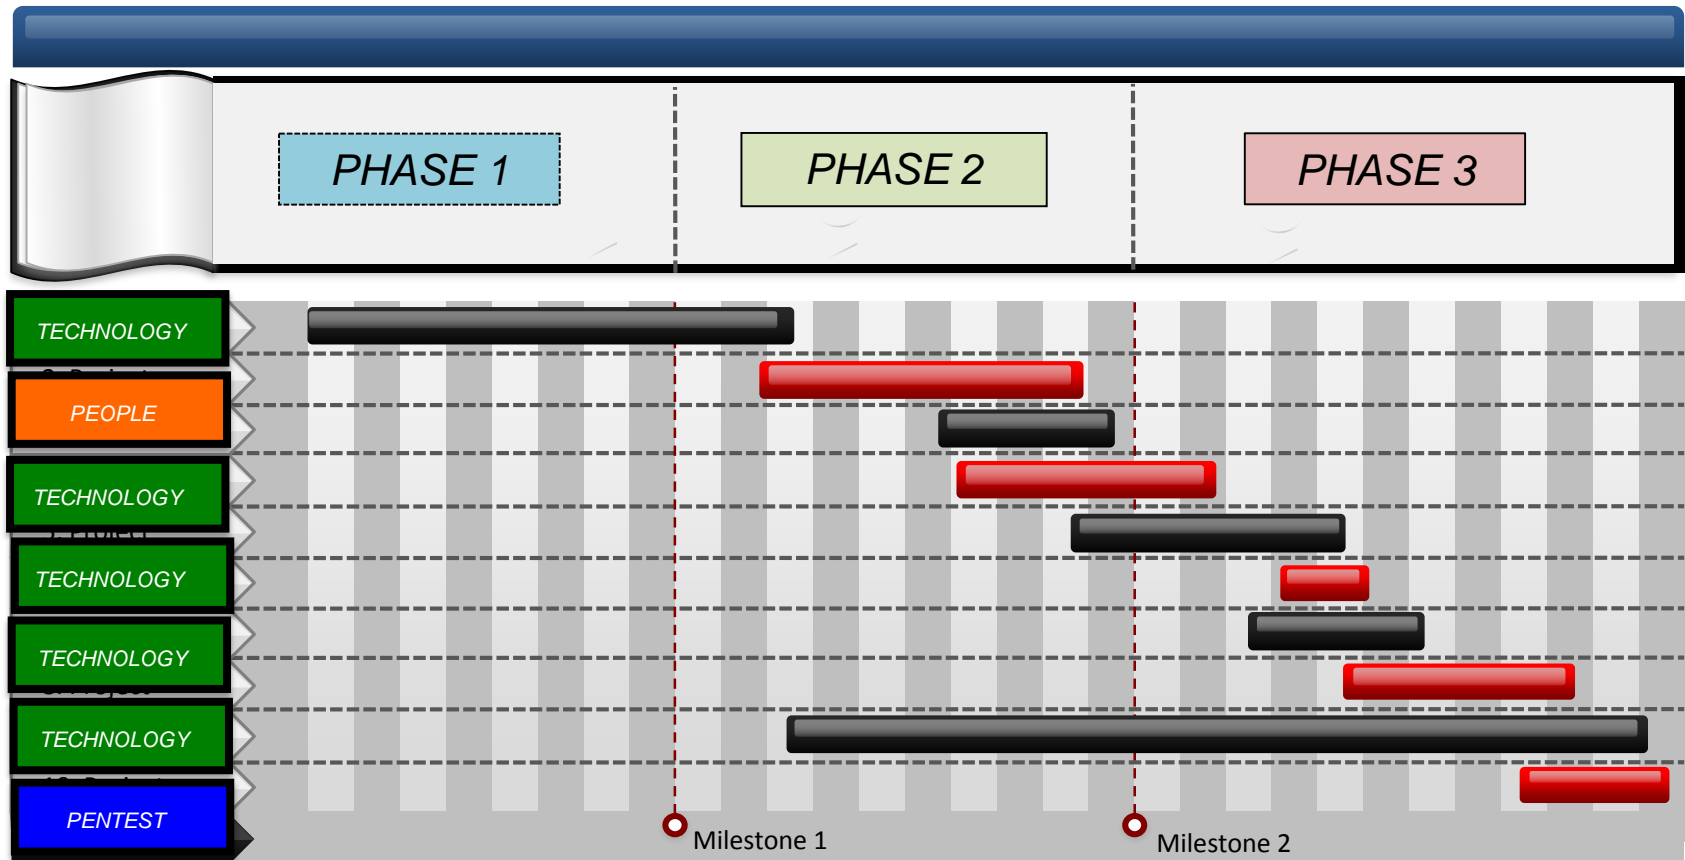 PHASE 1
PHASE 2
PHASE 3
TECHNOLOGY
PEOPLE
TECHNOLOGY
TECHNOLOGY
TECHNOLOGY
TECHNOLOGY
PENTEST
Milestone 1
Milestone 2